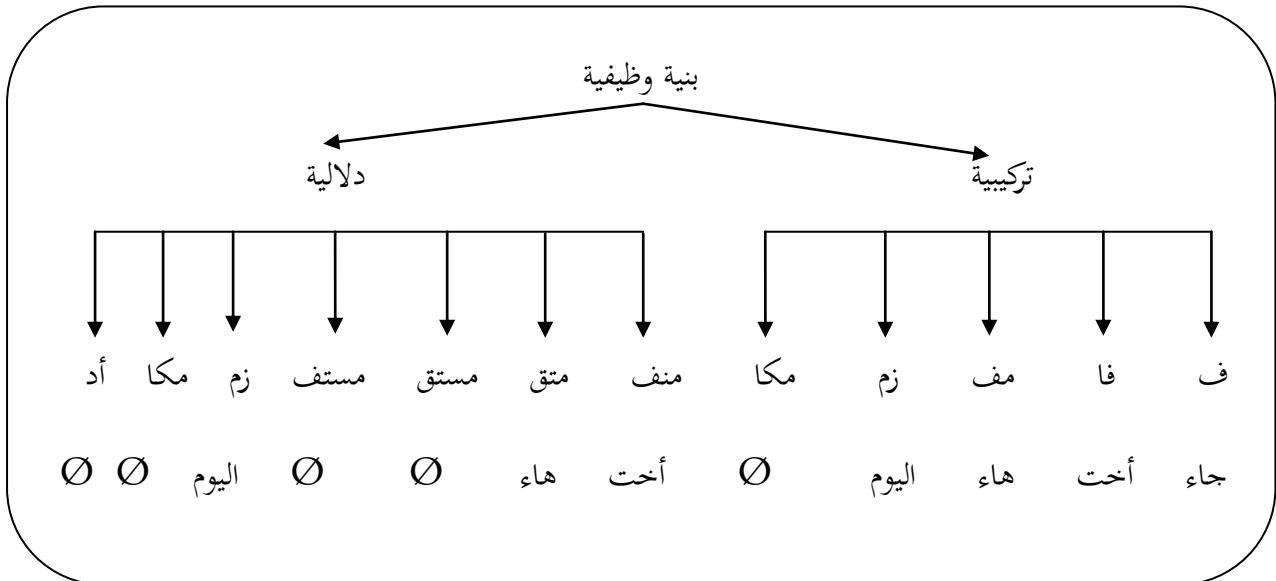 بنية وظيفية
تركيبية دلالية
ف فا مف زم مكا منف متق مستق مستف زم مكا أد
جاء أخت هاء اليوم Ø أخت هاء Ø Ø اليوم Ø Ø